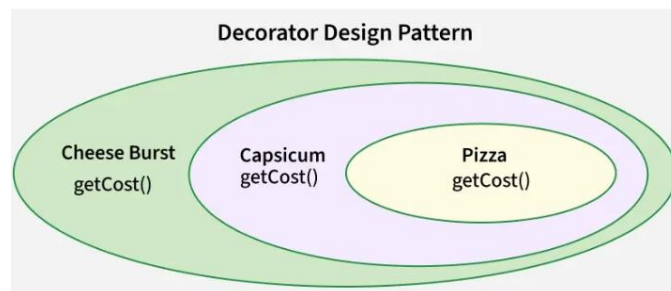 Decorator Design Pattern
Cheese Burst
getCost()
Capsicum
getCost()
Pizza
getCost()